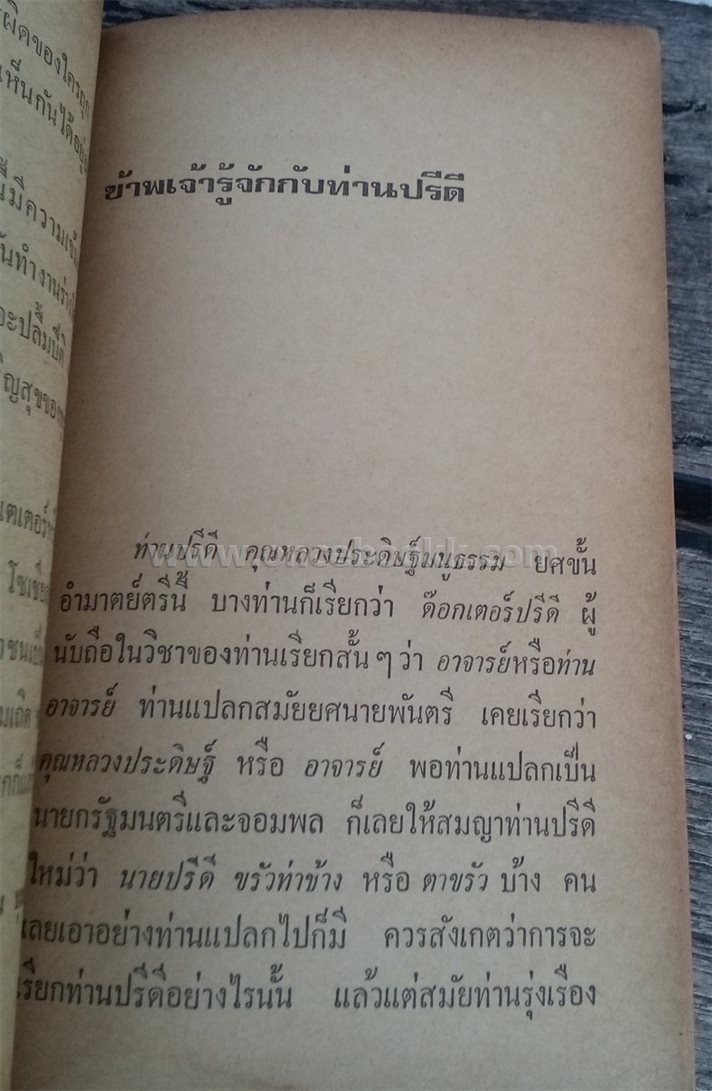 ข้าพเจ้ารู้จักกับท่านปรีดี
ท่านปรีดี คุณหลวงประดิษฐ์มนูธรรม ยศขั้น
อำมาตย์ตรีนี้ บางท่านก็เรียกว่า ด๊อกเตอร์ปรีดี ผู้
นับถือในวิชาของท่านเรียกสั้นๆว่า อาจารย์หรือท่าน
อาจารย์ ท่านแปลกสมัยยศนายพันตรี เคยเรียกว่า
คุณหลวงประดิษฐ์ หรือ อาจารย์ พอท่านแปลกเป็น
นายกรัฐมนตรีและจอมพล ก็เลยให้สมญาท่านปรีดี
ใหม่ว่า นายปรีดี ขรัวท่าช้าง หรือ ตาขรัว บ้าง คน
เลยเอาอย่างท่านแปลกไปก็มี ควรสังเกตว่าการจะ
เรียกท่านปรีดีอย่างไรนั้น แล้วแต่สมัยท่านรุ่งเรือง